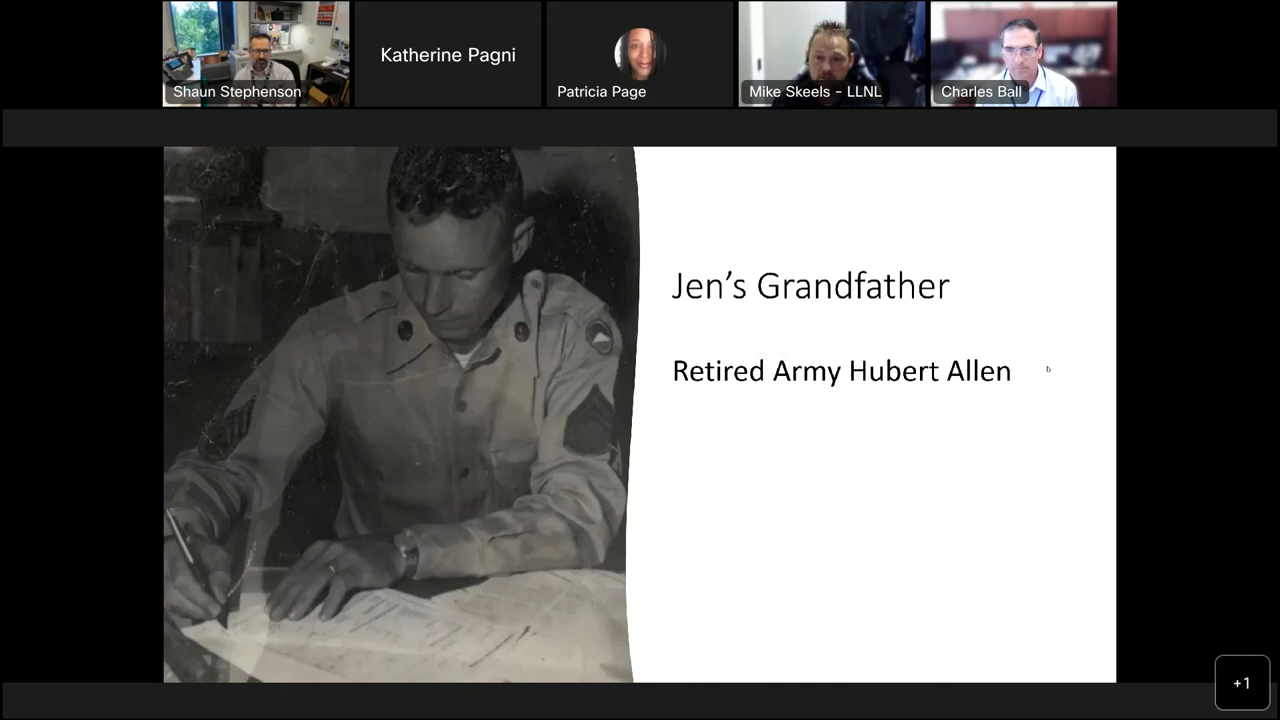 Shaun Stephenson
Katherine Pagni
Patricia Page
Mike Skeels - LLNL
Charles Ball
Jen's Grandfather
Retired Army Hubert Allen
+1